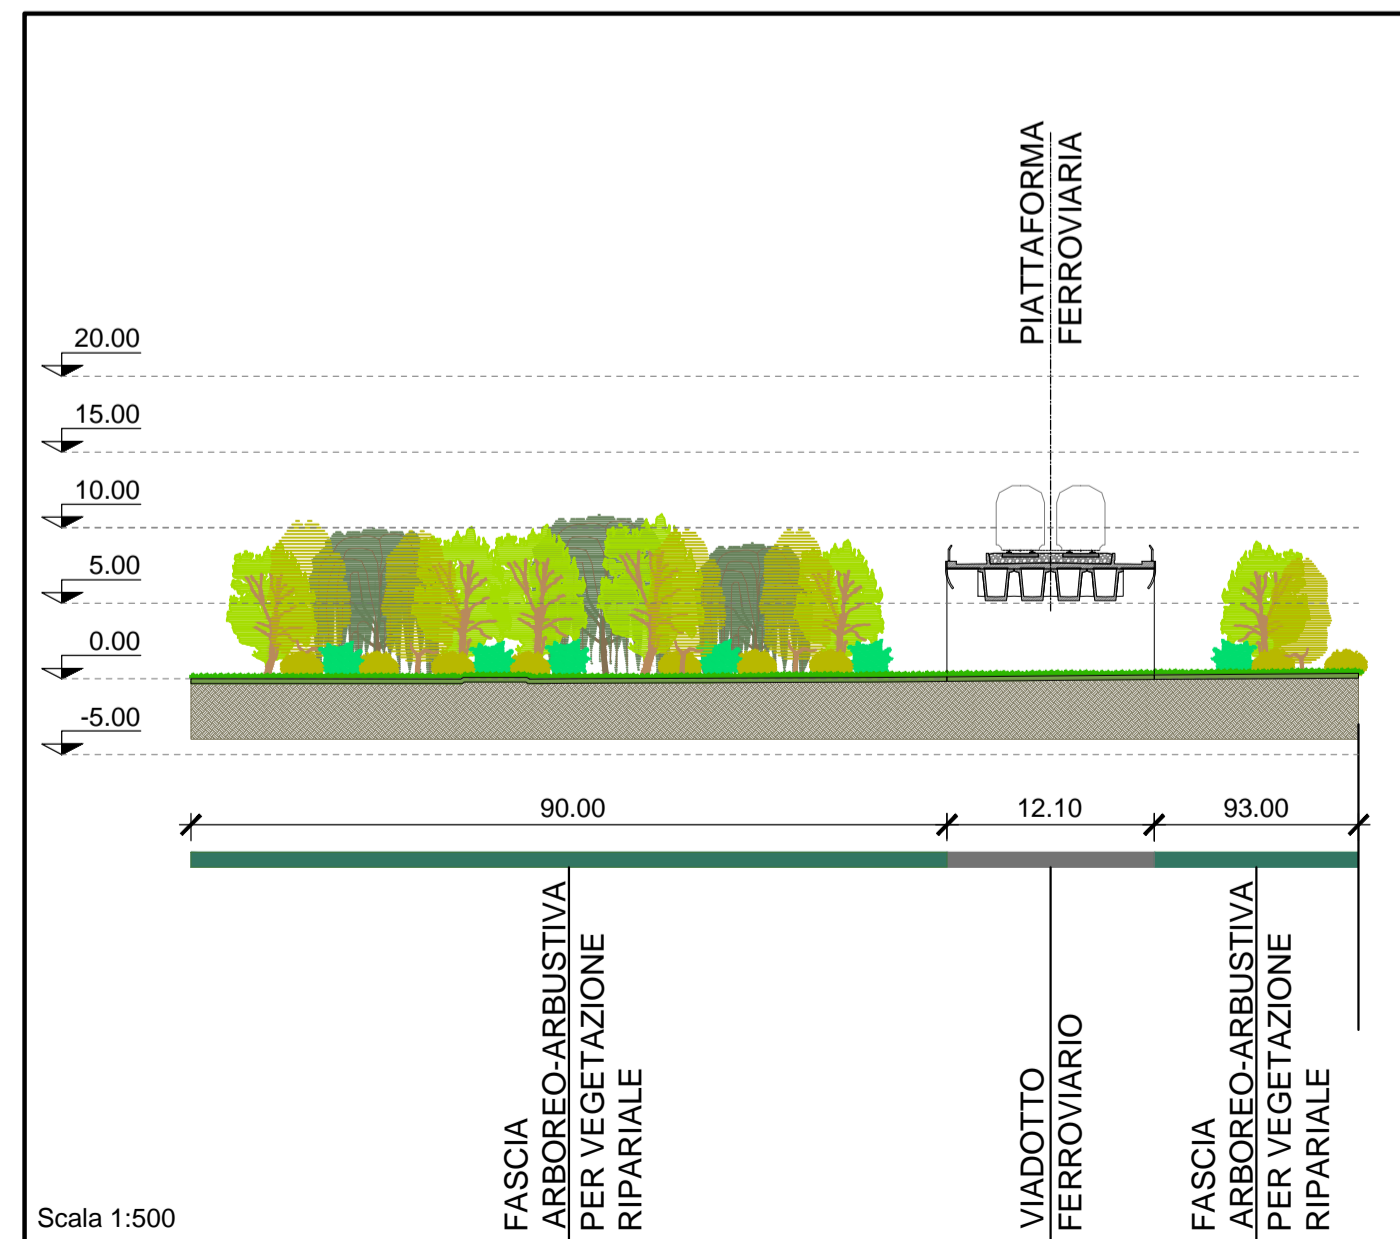 PIATTAFORMA
FERROVIARIA
20.00
15.00
10.00
5.00
0.00
-5.00
90.00
12.10
93.00
FASCIA
ARBOREO-ARBUSTIVA
PER VEGETAZIONE
RIPARIALE
VIADOTTO
FERROVIARIO
FASCIA
ARBOREO-ARBUSTIVA
PER VEGETAZIONE
RIPARIALE
Scala 1:500